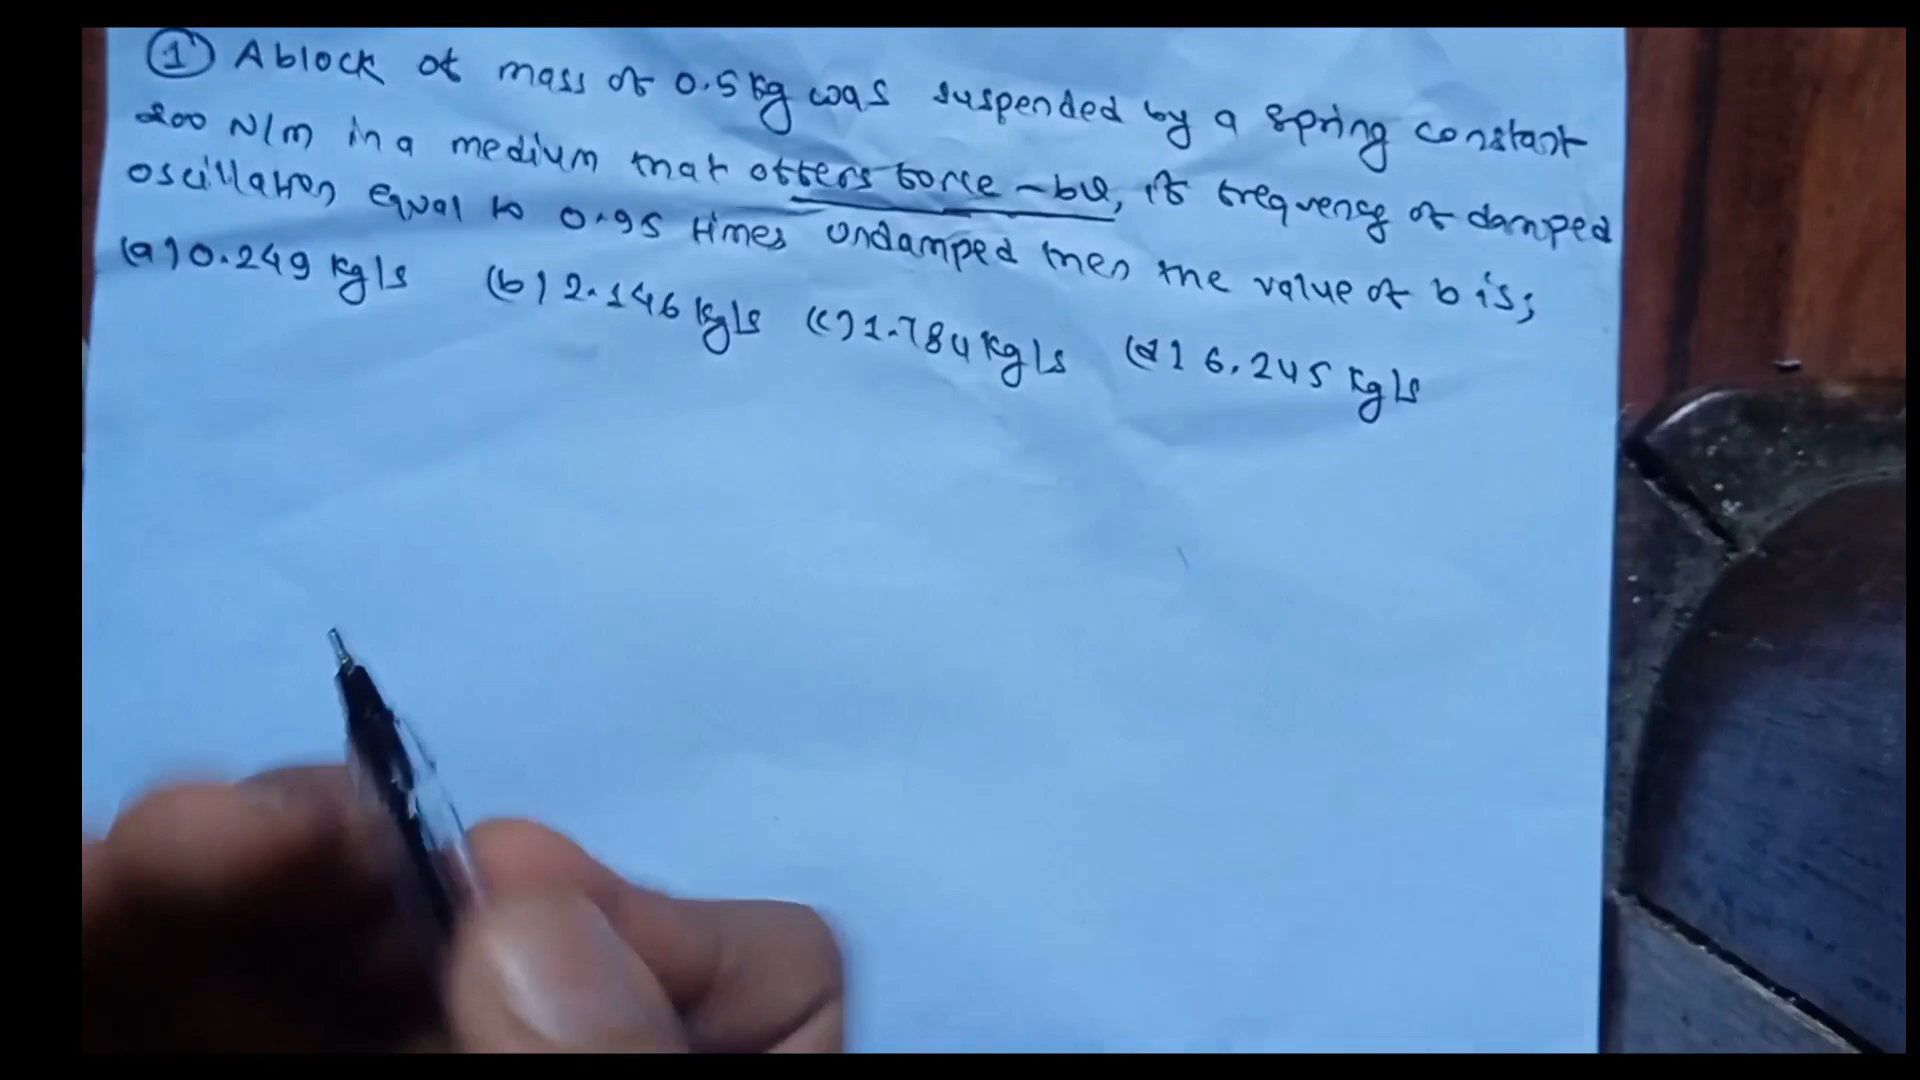 ① A block of mass of 0.5 kg was suspended by a spring constant
200 N/m in a medium that offers force -bv, if frequency of damped
oscillation equal to 0.95 times undamped then the value of b is;
(a) 0.249 kg/s (b) 2.146 kg/s (c) 1.784 kg/s (d) 6.245 kg/s